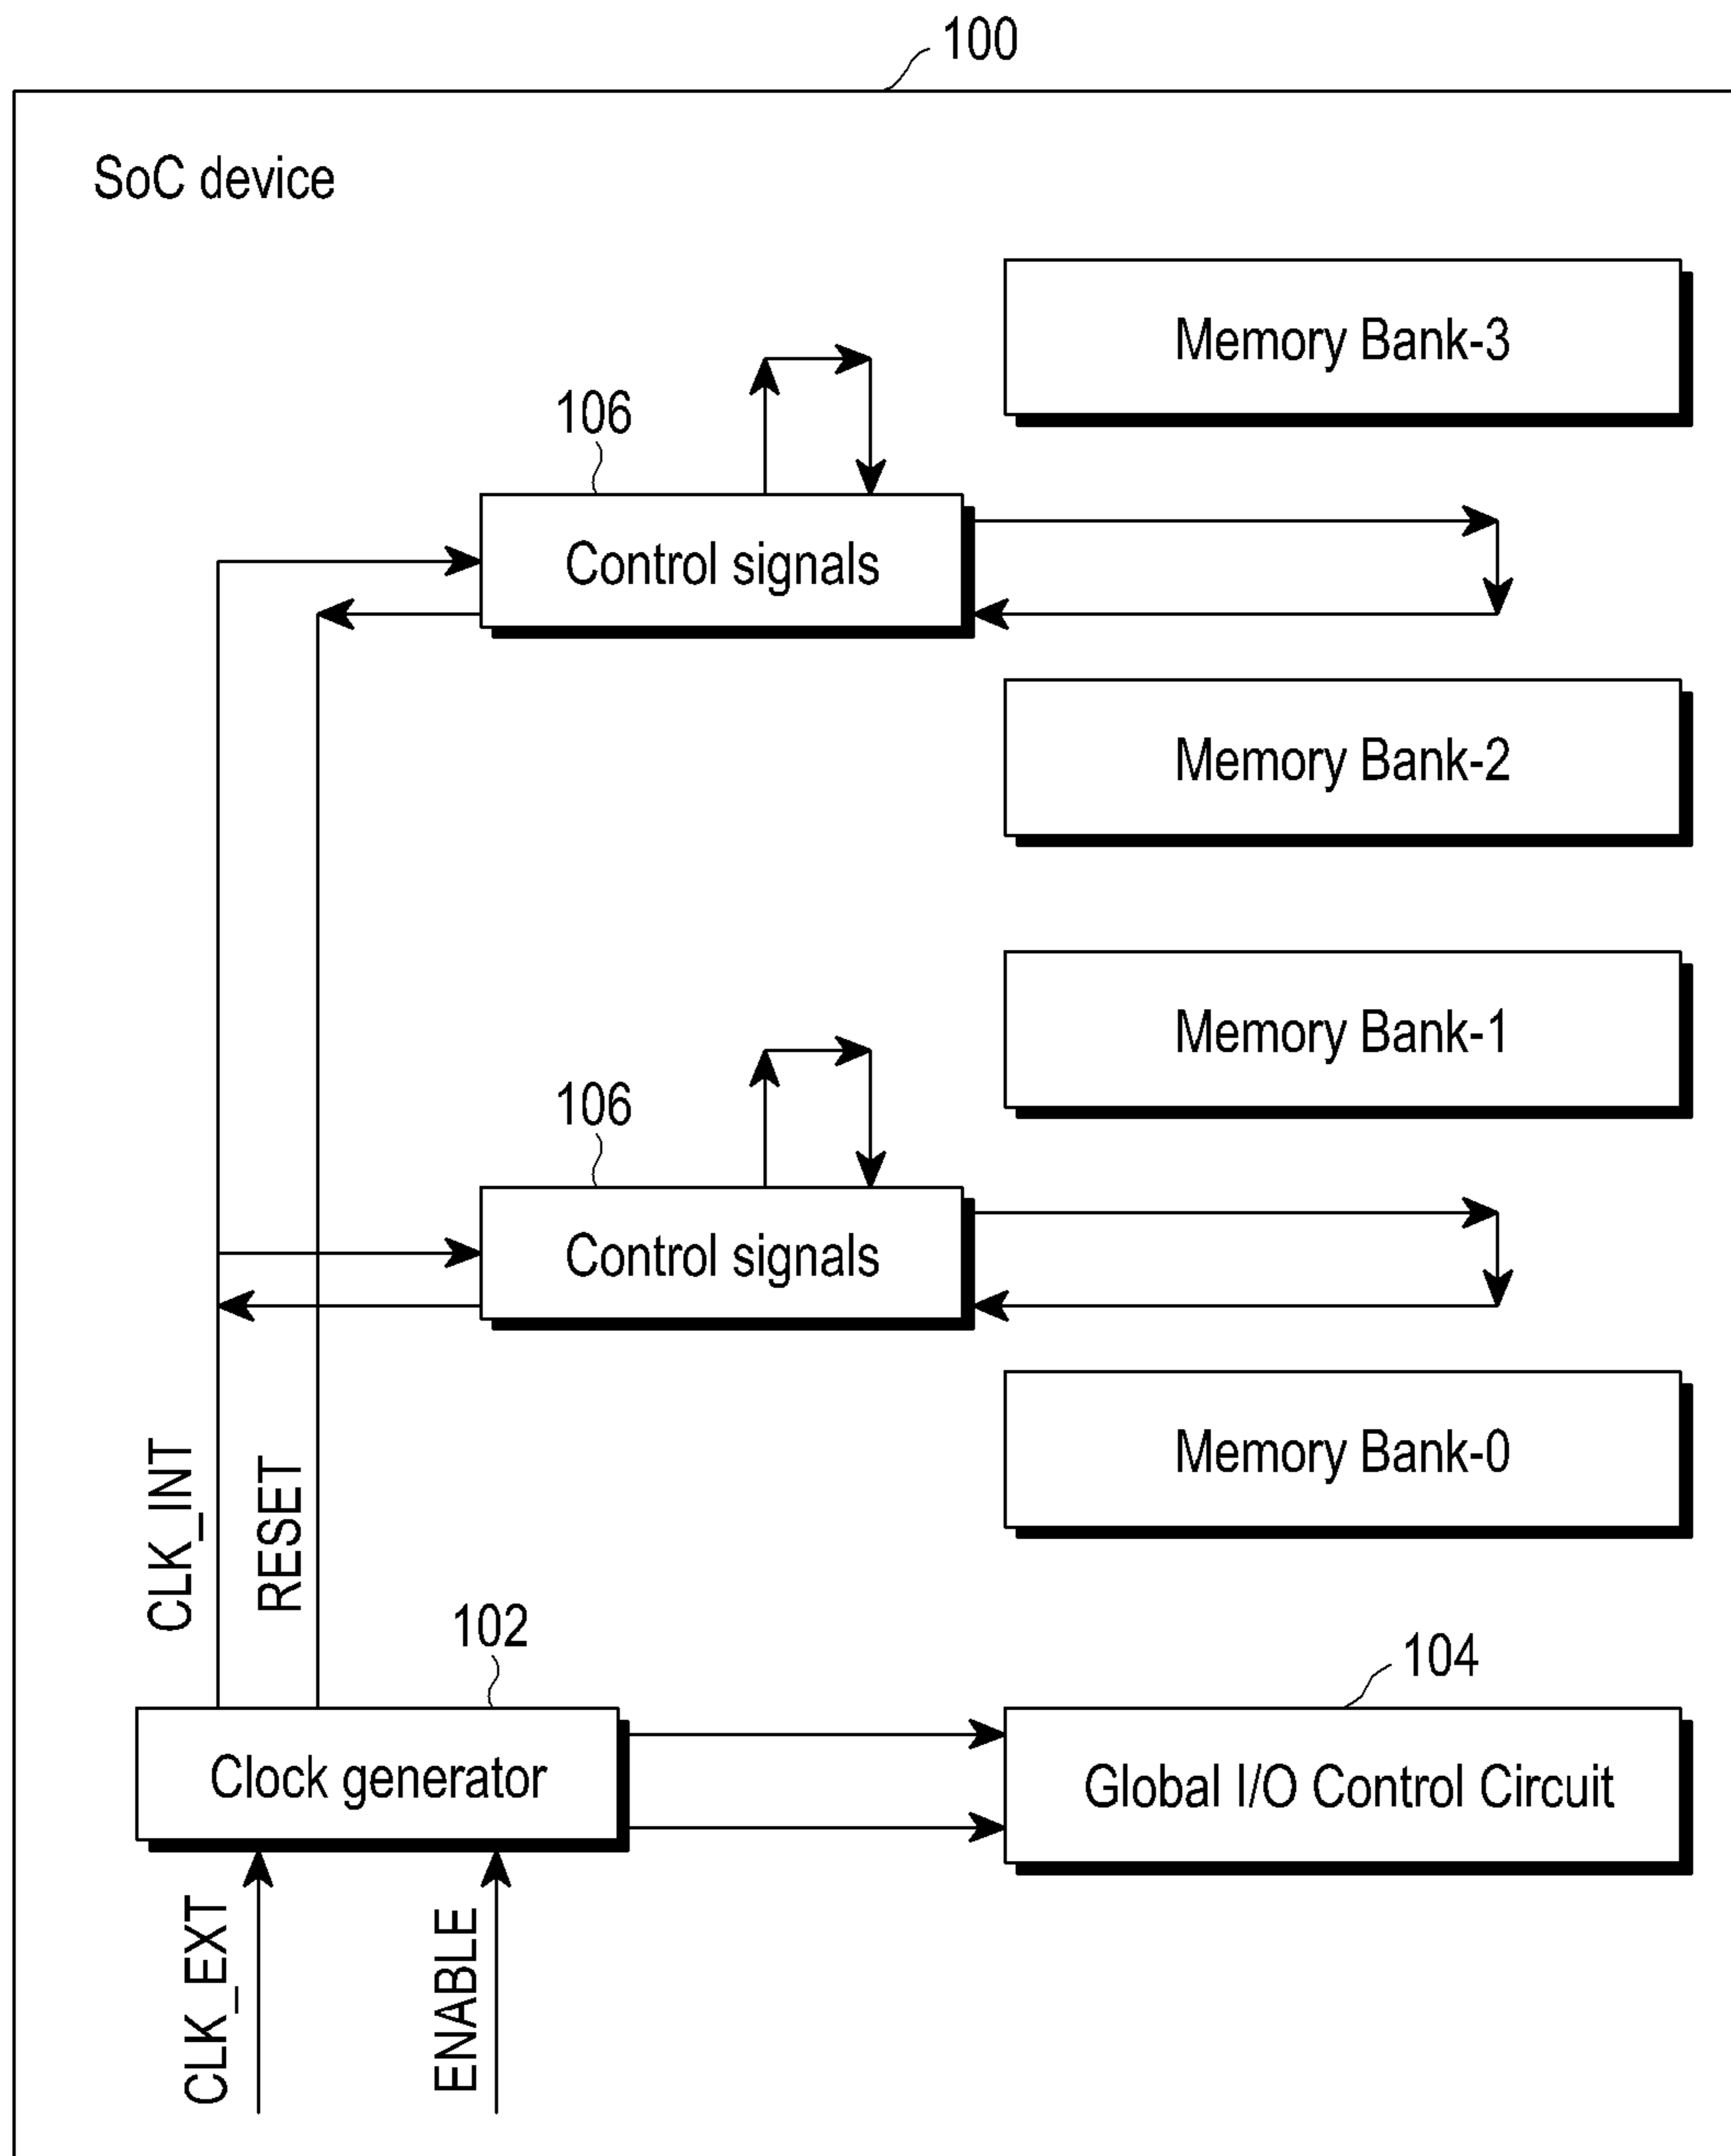 100
SoC device
Memory Bank-3
106
Control signals
Memory Bank-2
Memory Bank-1
106
Control signals
Memory Bank-0
CLK_INT
RESET
102
104
Clock generator
Global I/O Control Circuit
CLK_EXT
ENABLE